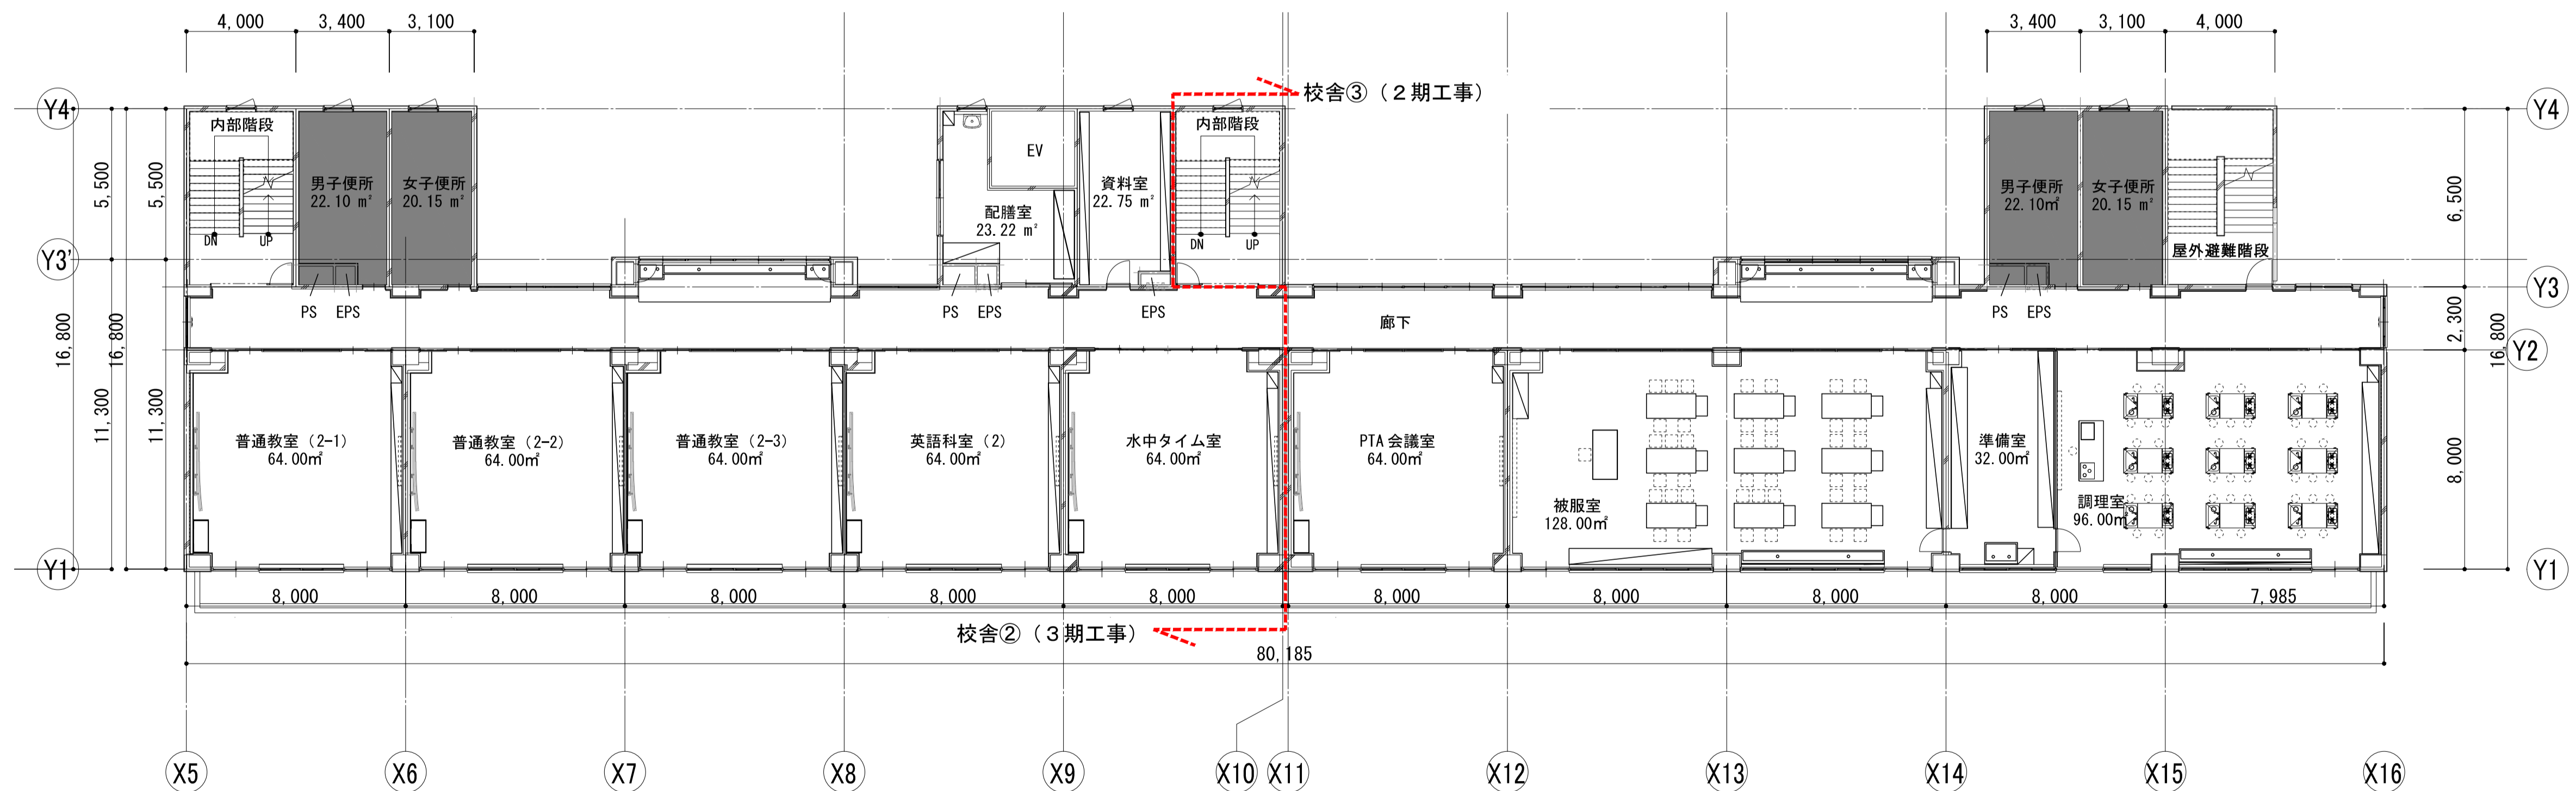 4,000
3,400
3,100
3,400
3,100
4,000
校舎③（２期工事）
Y4
Y4
内部階段
内部階段
EV
5,500
5,500
6,500
男子便所
22.10 ㎡
女子便所
20.15 ㎡
資料室
22.75 ㎡
配膳室
23.22 ㎡
男子便所
22.10㎡
女子便所
20.15 ㎡
DN
UP
DN
UP
屋外避難階段
Y3'
Y3
PS
EPS
PS
EPS
EPS
廊下
PS
EPS
2,300
Y2
16,800
16,800
16,800
11,300
11,300
8,000
普通教室（2-1）
64.00㎡
普通教室（2-2）
64.00㎡
普通教室（2-3）
64.00㎡
英語科室（2）
64.00㎡
水中タイム室
64.00㎡
PTA 会議室
64.00㎡
被服室
128.00㎡
準備室
32.00㎡
調理室
96.00㎡
Y1
Y1
8,000
8,000
8,000
8,000
8,000
8,000
8,000
8,000
8,000
7,985
校舎②（３期工事）
80,185
X5
X6
X7
X8
X9
X10
X11
X12
X13
X14
X15
X16